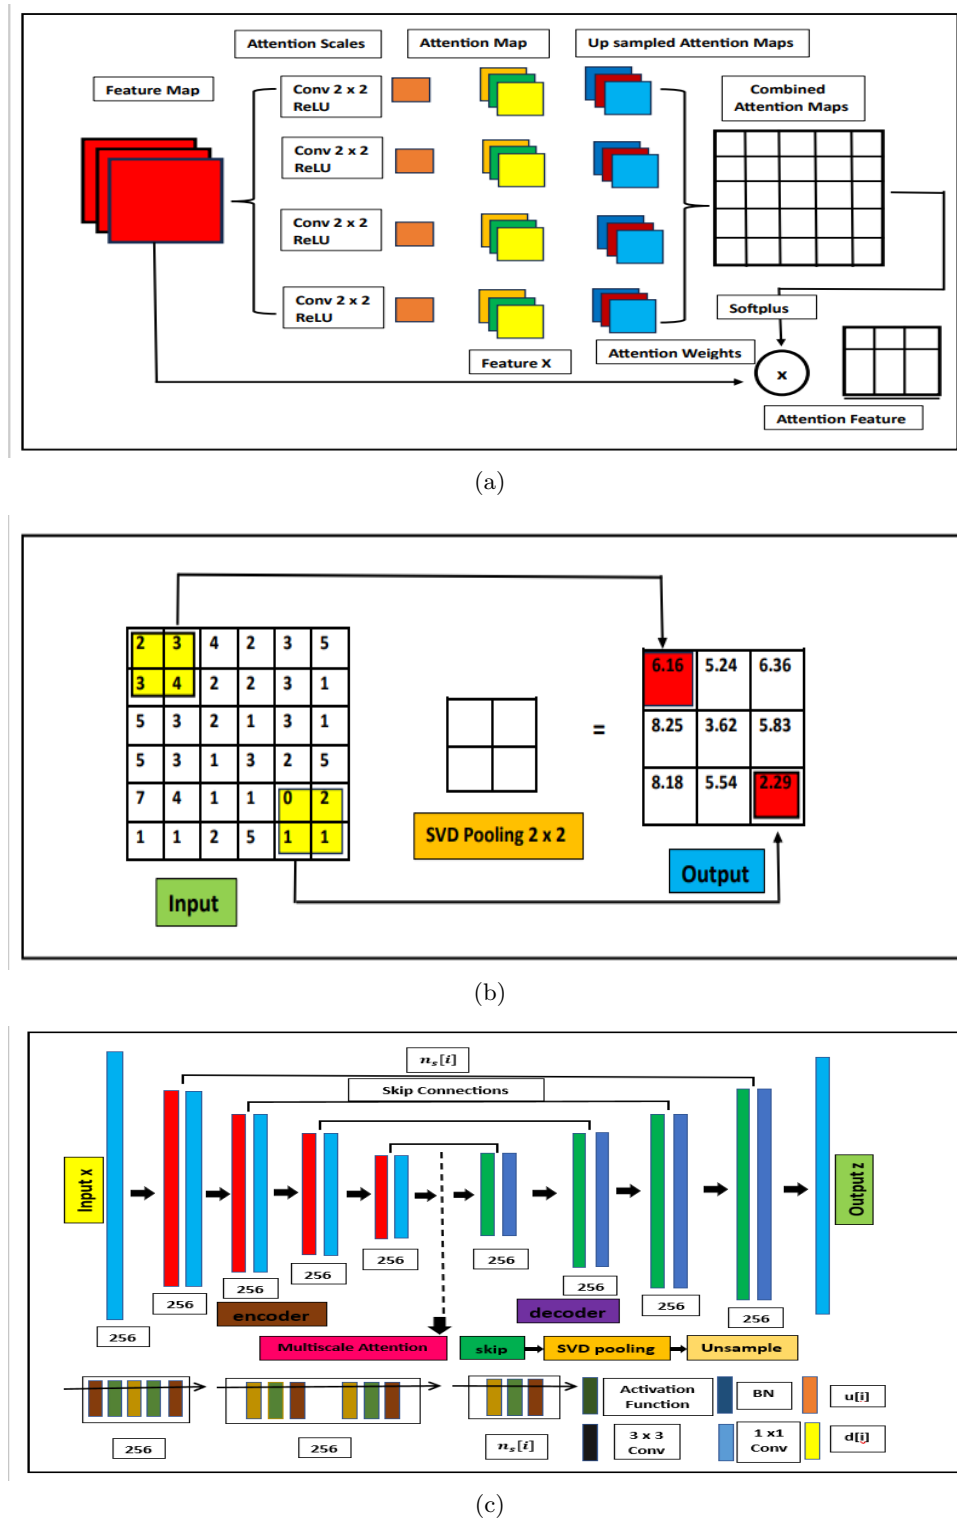 Attention Scales Attention Map Up sampled Attention Maps
Feature Map
Combined
Attention Maps
Conv 2 x 2
ReLU
Conv 2 x 2
ReLU
Conv 2 x 2
ReLU
Conv 2 x 2
ReLU
Softplus
Feature X
Attention Weights
x
Attention Feature
(a)
2 3 4 2 3 5
3 4 2 2 3 1
5 3 2 1 3 1
5 3 1 3 2 5
7 4 1 1 0 2
1 1 2 5 1 1
Input
SVD Pooling 2 x 2
=
6.16 5.24 6.36
8.25 3.62 5.83
8.18 5.54 2.29
Output
(b)
n_s[i]
Skip Connections
Input x
Output z
256
256
256
256
256
256
256
256
256
encoder
decoder
Multiscale Attention
skip
SVD pooling
Unsample
Activation
Function
BN
u[i]
256
256
n_s[i]
3 x 3
Conv
1 x1
Conv
d[i]
(c)